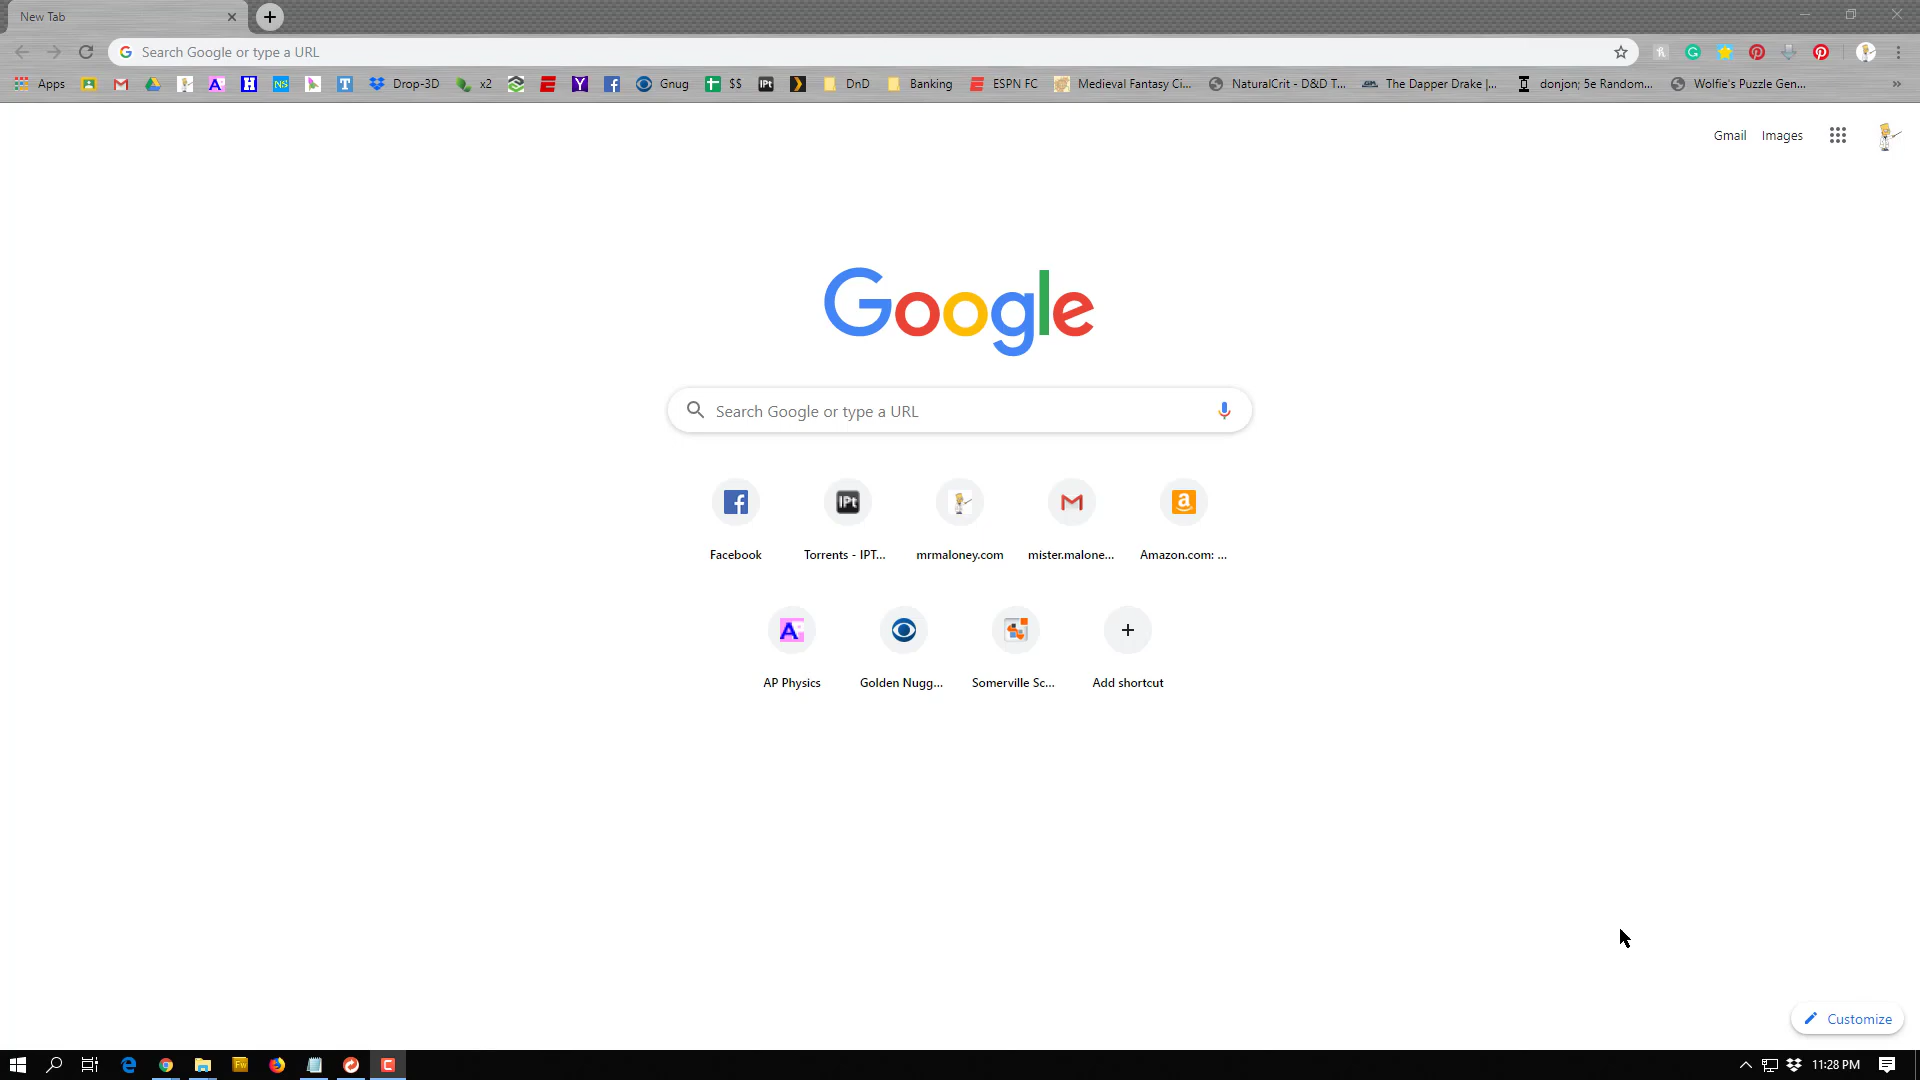 New Tab
Search Google or type a URL
Apps Drop-3D x2 Gnug $$ IPt DnD Banking ESPN FC Medieval Fantasy Ci... NaturalCrit - D&D T... The Dapper Drake |... donjon; 5e Random... Wolfie's Puzzle Gen... »
Gmail Images
Google
Search Google or type a URL
Facebook Torrents - IPT... mrmaloney.com mister.malone... Amazon.com: ...
AP Physics Golden Nugg... Somerville Sc... Add shortcut
Customize
11:28 PM